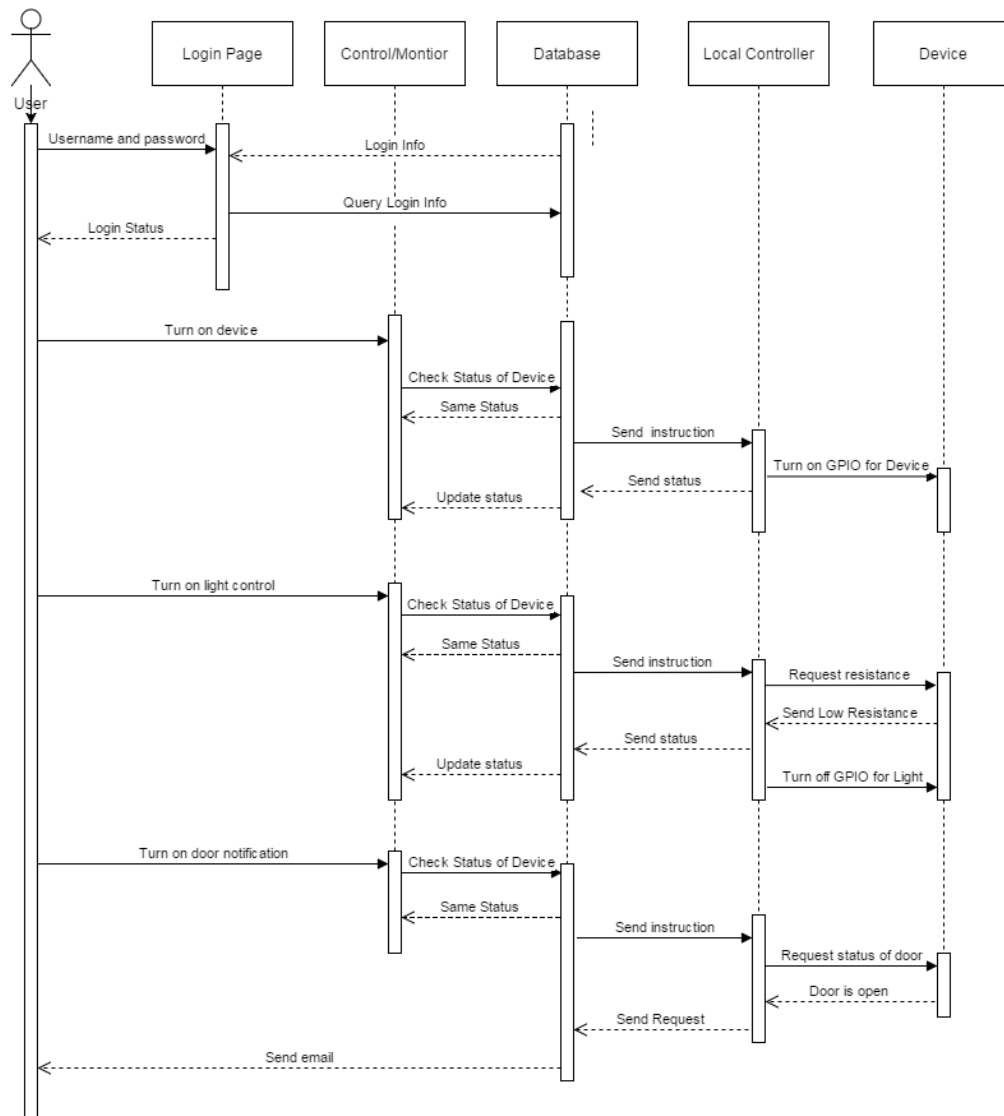 Login Page
Control/Montior
Database
Local Controller
Device
User
Username and password
Login Info
Query Login Info
Login Status
Turn on device
Check Status of Device
Same Status
Send instruction
Turn on GPIO for Device
Send status
Update status
Turn on light control
Check Status of Device
Same Status
Send instruction
Request resistance
Send Low Resistance
Send status
Update status
Turn off GPIO for Light
Turn on door notification
Check Status of Device
Same Status
Send instruction
Request status of door
Door is open
Send Request
Send email